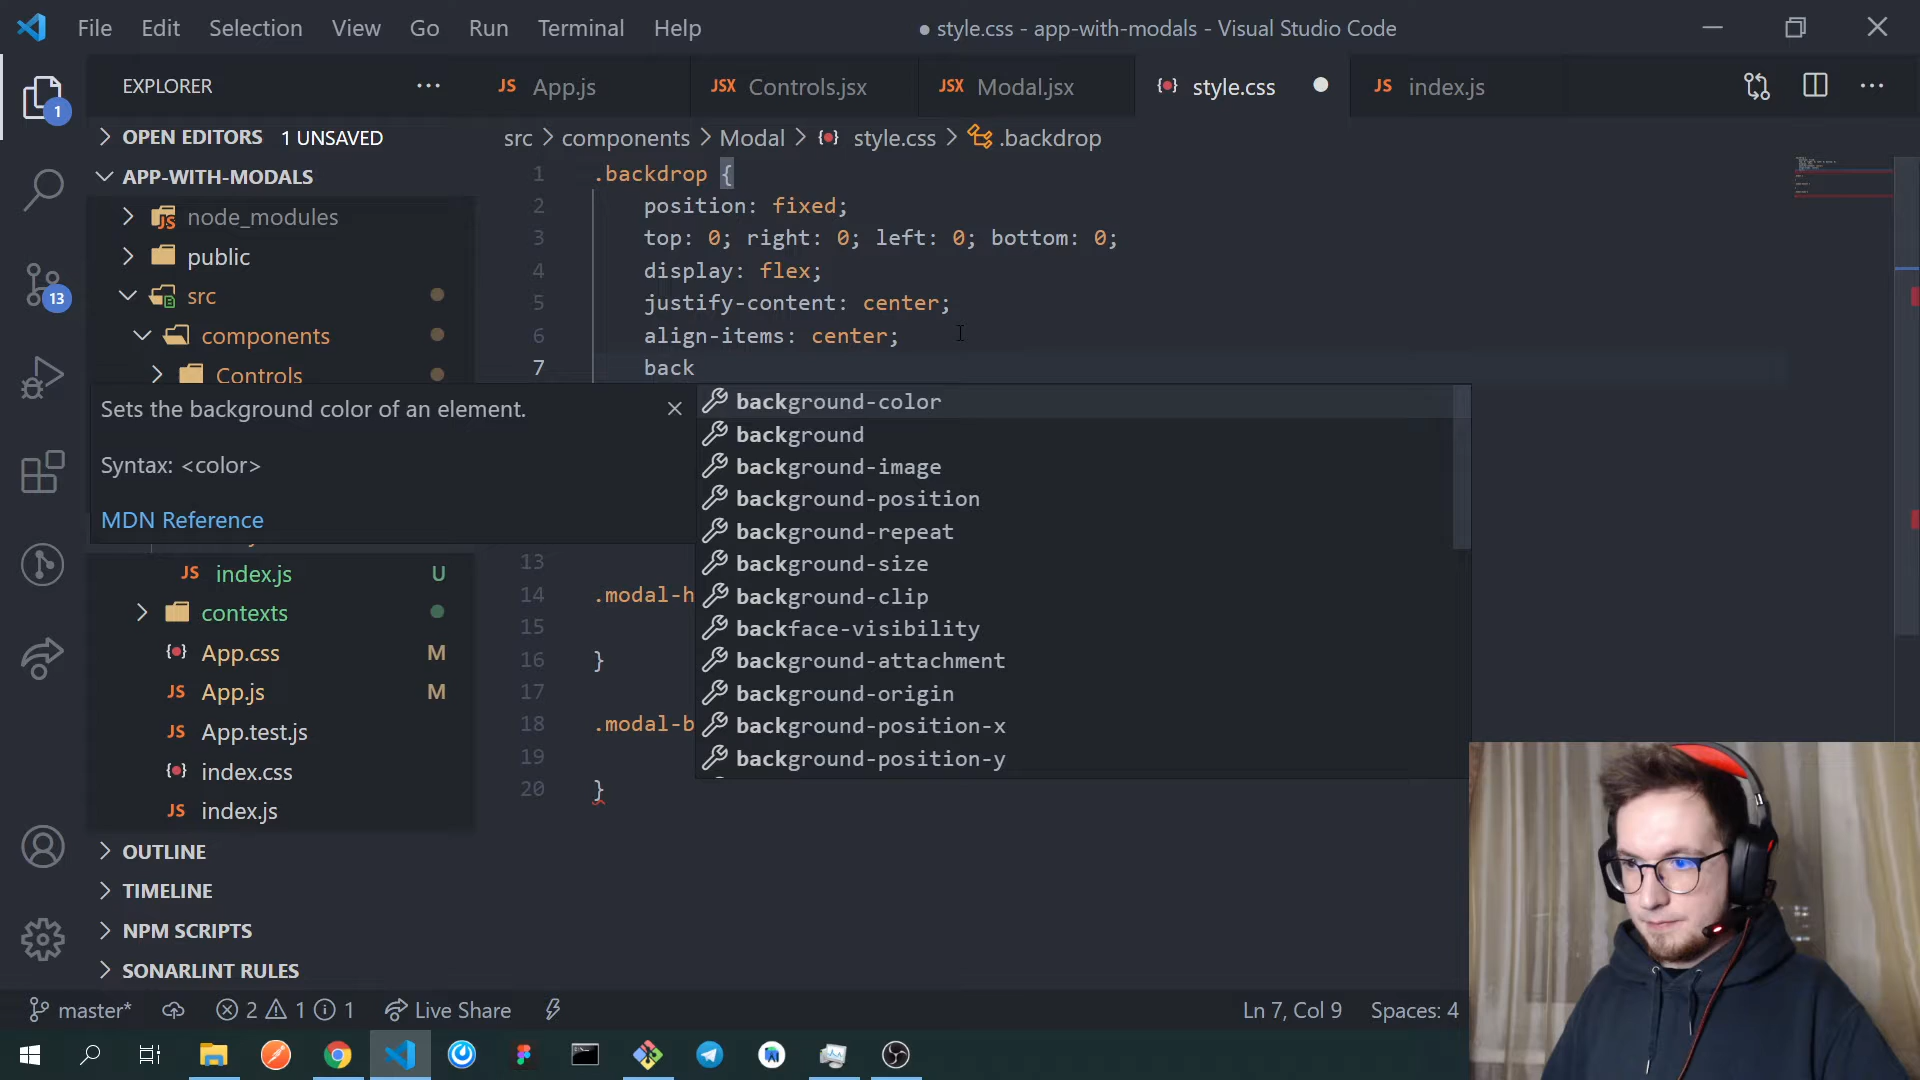 File Edit Selection View Go Run Terminal Help
● style.css - app-with-modals - Visual Studio Code
1
EXPLORER
JS App.js
JSX Controls.jsx
JSX Modal.jsx
style.css
JS index.js
OPEN EDITORS 1 UNSAVED
src > components > Modal > style.css > .backdrop
APP-WITH-MODALS
node_modules
public
src
components
Controls
1 .backdrop {
2 position: fixed;
3 top: 0; right: 0; left: 0; bottom: 0;
4 display: flex;
5 justify-content: center;
6 align-items: center;
7 back
13
Sets the background color of an element.
Syntax: <color>
MDN Reference
background-color
background
background-image
background-position
background-repeat
background-size
background-clip
backface-visibility
background-attachment
background-origin
background-position-x
background-position-y
13
14 .modal-h
15
16 }
17
18 .modal-b
19
20 }
JS index.js U
contexts
App.css M
JS App.js M
JS App.test.js
index.css
JS index.js
OUTLINE
TIMELINE
NPM SCRIPTS
SONARLINT RULES
master* 2 1 1 Live Share
Ln 7, Col 9 Spaces: 4